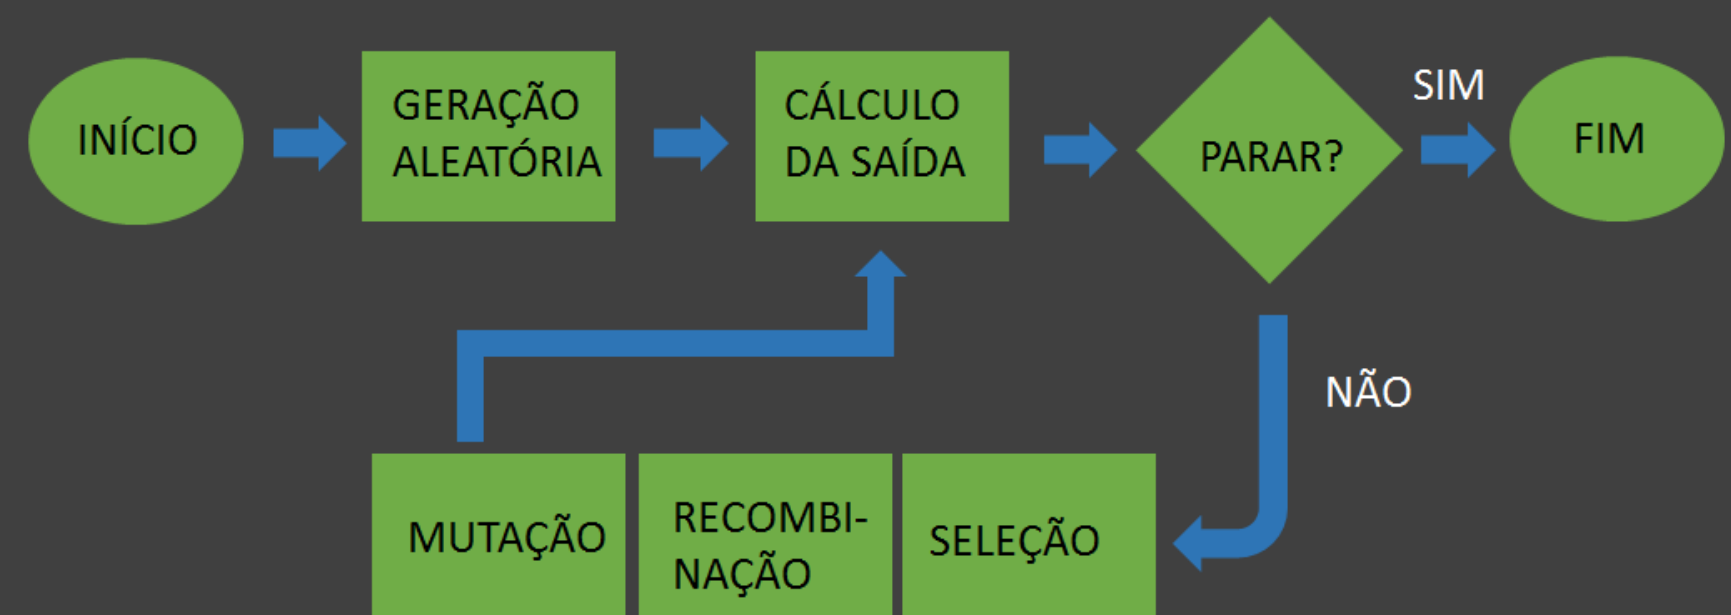 INÍCIO
GERAÇÃO
ALEATÓRIA
CÁLCULO
DA SAÍDA
PARAR?
SIM
FIM
NÃO
MUTAÇÃO
RECOMBI-
NAÇÃO
SELEÇÃO